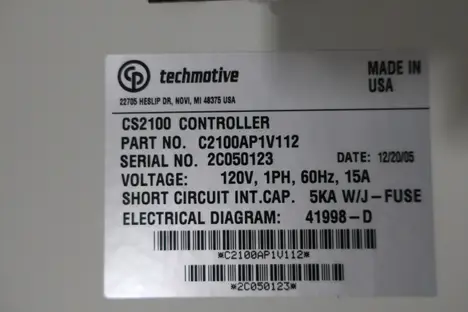 CP techmotive
MADE IN
USA
22705 HESLIP DR, NOVI, MI 48375 USA
CS2100 CONTROLLER
PART NO. C2100AP1V112
SERIAL NO. 2C050123 DATE: 12/20/05
VOLTAGE: 120V, 1PH, 60Hz, 15A
SHORT CIRCUIT INT.CAP. 5KA W/J-FUSE
ELECTRICAL DIAGRAM: 41998-D
*C2100AP1V112*
*2C050123*